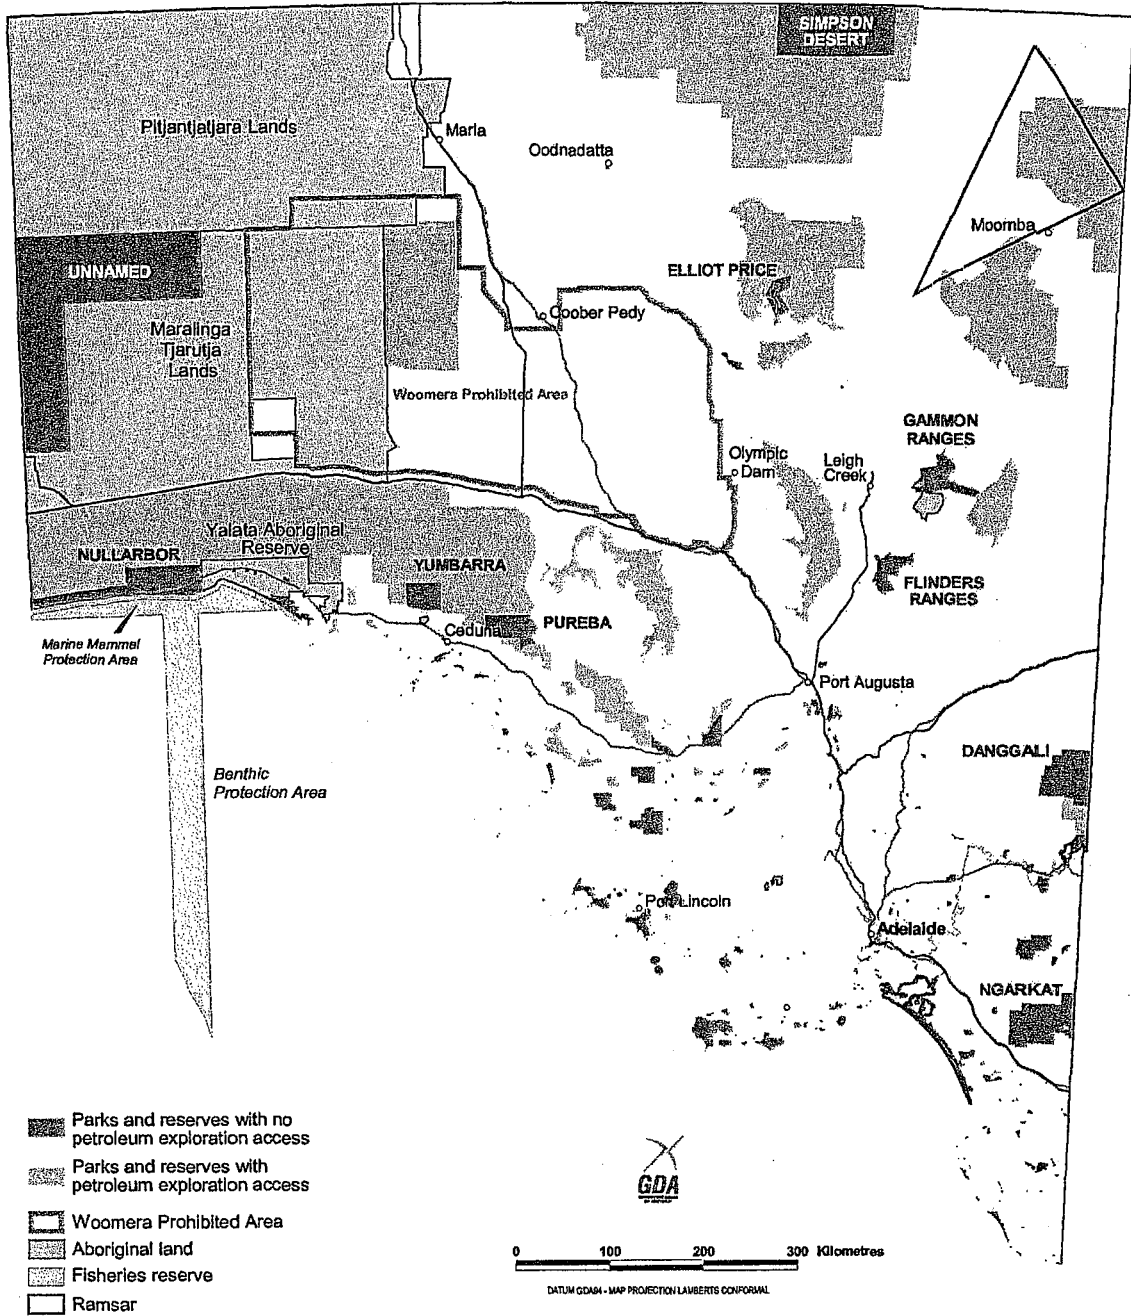 SIMPSON
DESERT
Pitjantjatjara Lands
Marla
Oodnadatta
Moomba
UNNAMED
ELLIOT PRICE
Coober Pedy
Maralinga
Tjarutja
Lands
Woomera Prohibited Area
GAMMON
RANGES
Olympic
Dam
Leigh
Creek
Yalata Aboriginal
Reserve
NULLARBOR
YUMBARRA
FLINDERS
RANGES
PUREBA
Ceduna
Marine Mammal
Protection Area
Port Augusta
DANGGALI
Benthic
Protection Area
Port Lincoln
Adelaide
NGARKAT
Parks and reserves with no
petroleum exploration access
Parks and reserves with
petroleum exploration access
Woomera Prohibited Area
Aboriginal land
Fisheries reserve
Ramsar
GDA
0 100 200 300 Kilometres
DATUM GDA94 - MAP PROJECTION LAMBERTS CONFORMAL